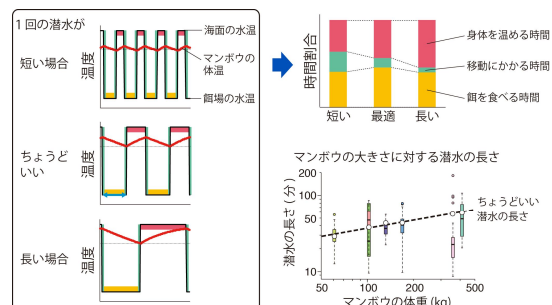 1回の潜水が
短い場合
温度
海面の水温
マンボウの
体温
餌場の水温
ちょうど
いい
温度
長い場合
温度
時間割合
短い 最適 長い
身体を温める時間
移動にかかる時間
餌を食べる時間
マンボウの大きさに対する潜水の長さ
潜水の長さ（分）
200
100
50
10
50 100 200 500
ちょうどいい
潜水の長さ
マンボウの体重 (kg)